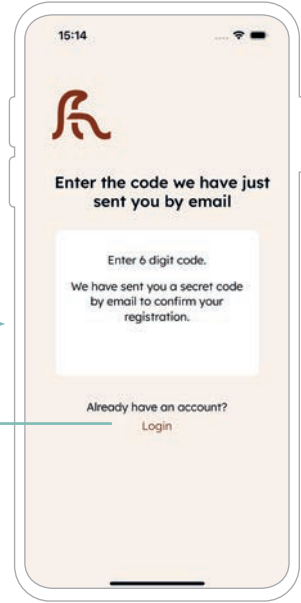 15:14
Enter the code we have just
sent you by email
Enter 6 digit code.
We have sent you a secret code
by email to confirm your
registration.
Already have an account?
Login